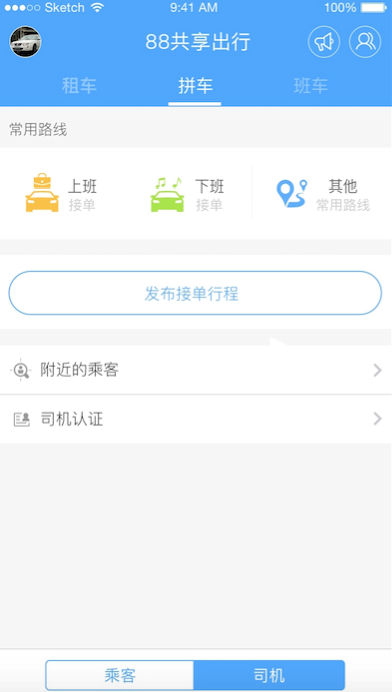 Sketch 9:41 AM 100%
88共享出行
租车 拼车 班车
常用路线
上班 下班 其他
接单 接单 常用路线
发布接单行程
附近的乘客
司机认证
乘客 司机